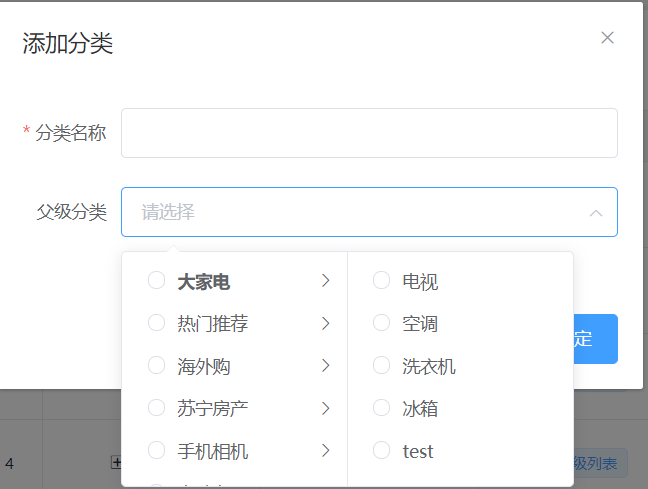 添加分类
* 分类名称
父级分类 请选择
大家电 电视
热门推荐 空调
海外购 洗衣机
定
苏宁房产 冰箱
手机相机 test
4 级列表